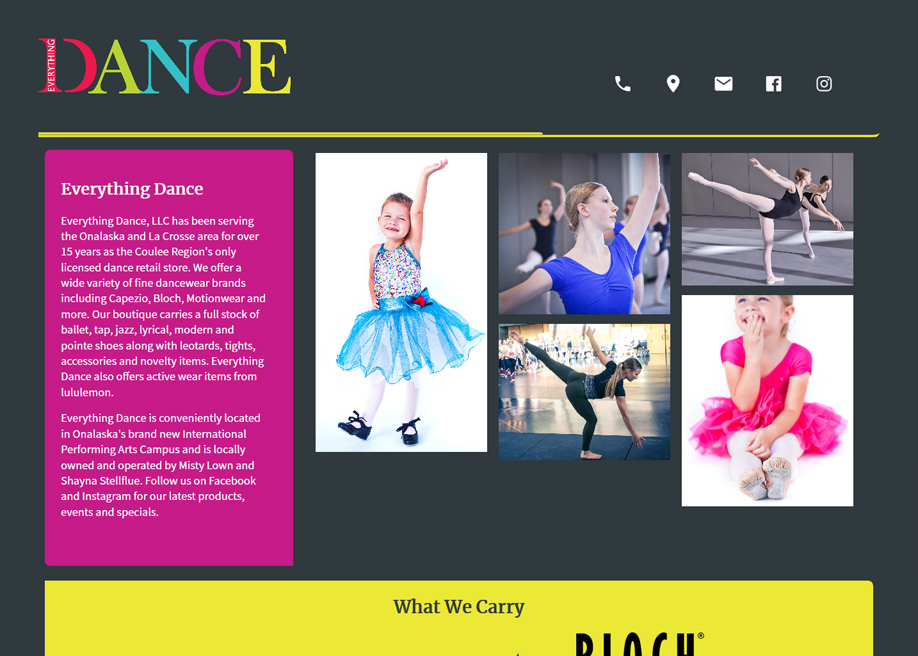 EVERYTHING
DANCE
Everything Dance
Everything Dance, LLC has been serving
the Onalaska and La Crosse area for over
15 years as the Coulee Region's only
licensed dance retail store. We offer a
wide variety of fine dancewear brands
including Capezio, Bloch, Motionwear and
more. Our boutique carries a full stock of
ballet, tap, jazz, lyrical, modern and
pointe shoes along with leotards, tights,
accessories and novelty items. Everything
Dance also offers active wear items from
lululemon.
Everything Dance is conveniently located
in Onalaska's brand new International
Performing Arts Campus and is locally
owned and operated by Misty Lown and
Shayna Stellflue. Follow us on Facebook
and Instagram for our latest products,
events and specials.
What We Carry
BLOCH®